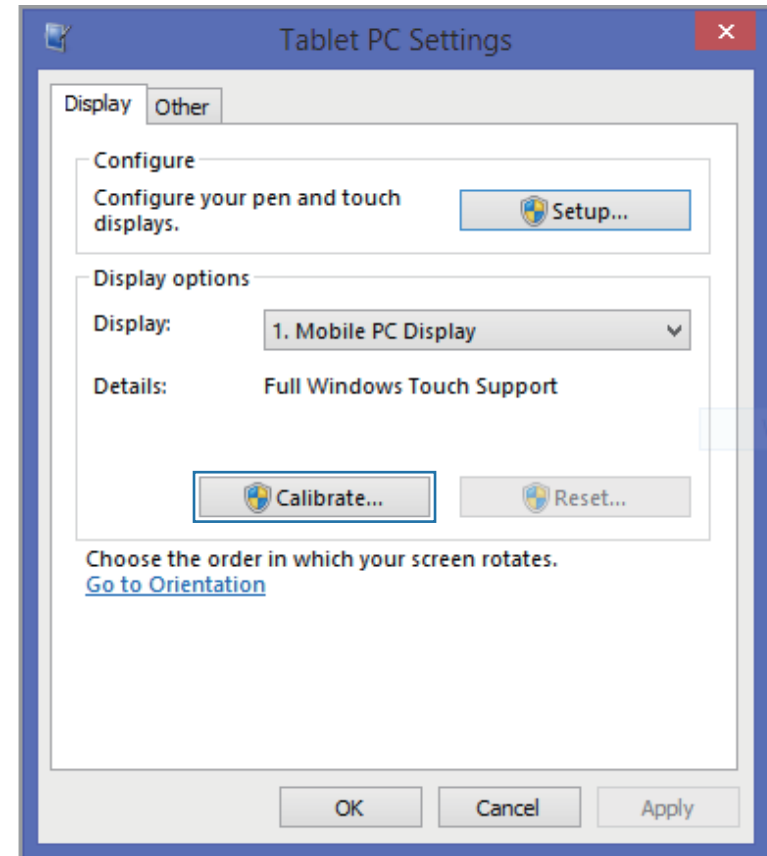 Tablet PC Settings
Display Other
Configure
Configure your pen and touch
displays.
Setup...
Display options
Display: 1. Mobile PC Display
Details: Full Windows Touch Support
Calibrate... Reset...
Choose the order in which your screen rotates.
Go to Orientation
OK Cancel Apply